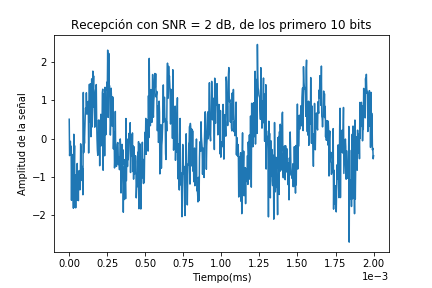 Recepción con SNR = 2 dB, de los primero 10 bits
Amplitud de la señal
2
1
0
−1
−2
0.00 0.25 0.50 0.75 1.00 1.25 1.50 1.75 2.00
1e−3
Tiempo(ms)